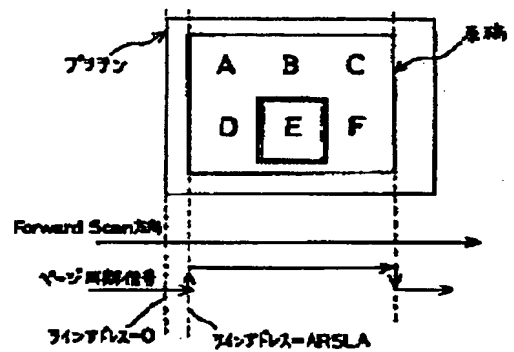 プラテン
原稿
A B C
D E F
Forward Scan方向
ページ同期信号
ラインアドレス=0
ラインアドレス=ARSLA